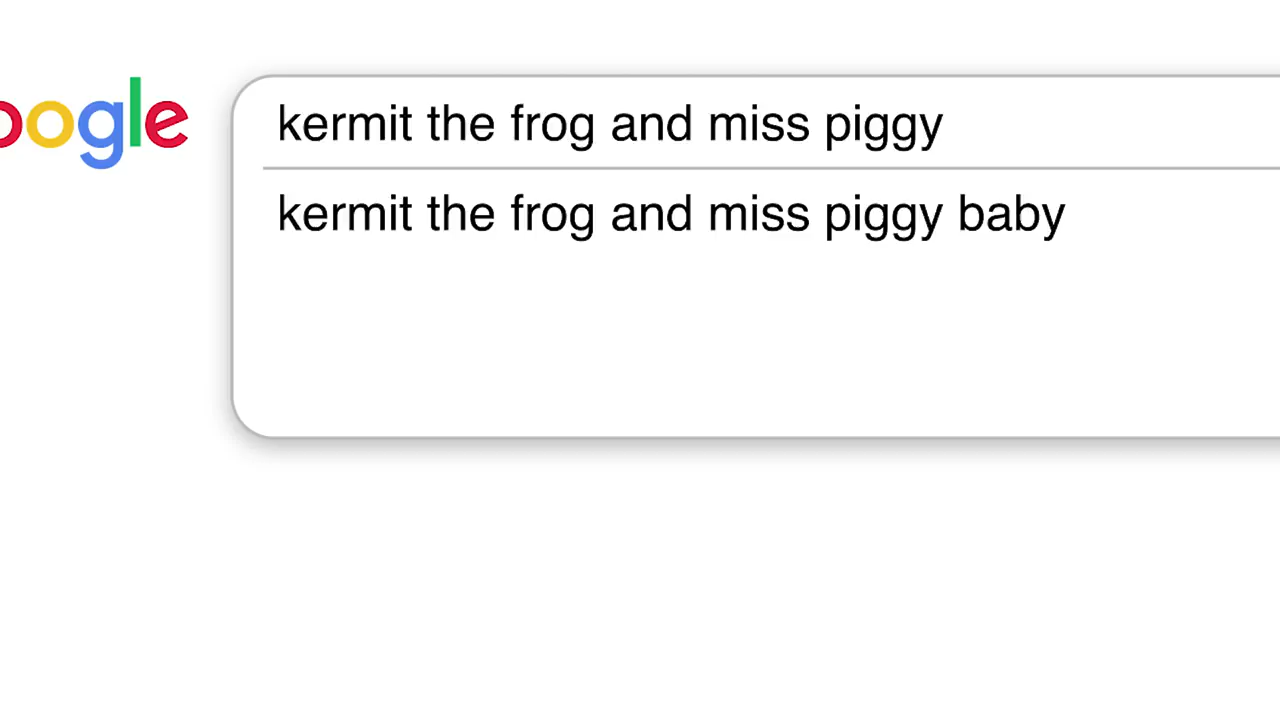 oogle
kermit the frog and miss piggy
kermit the frog and miss piggy baby